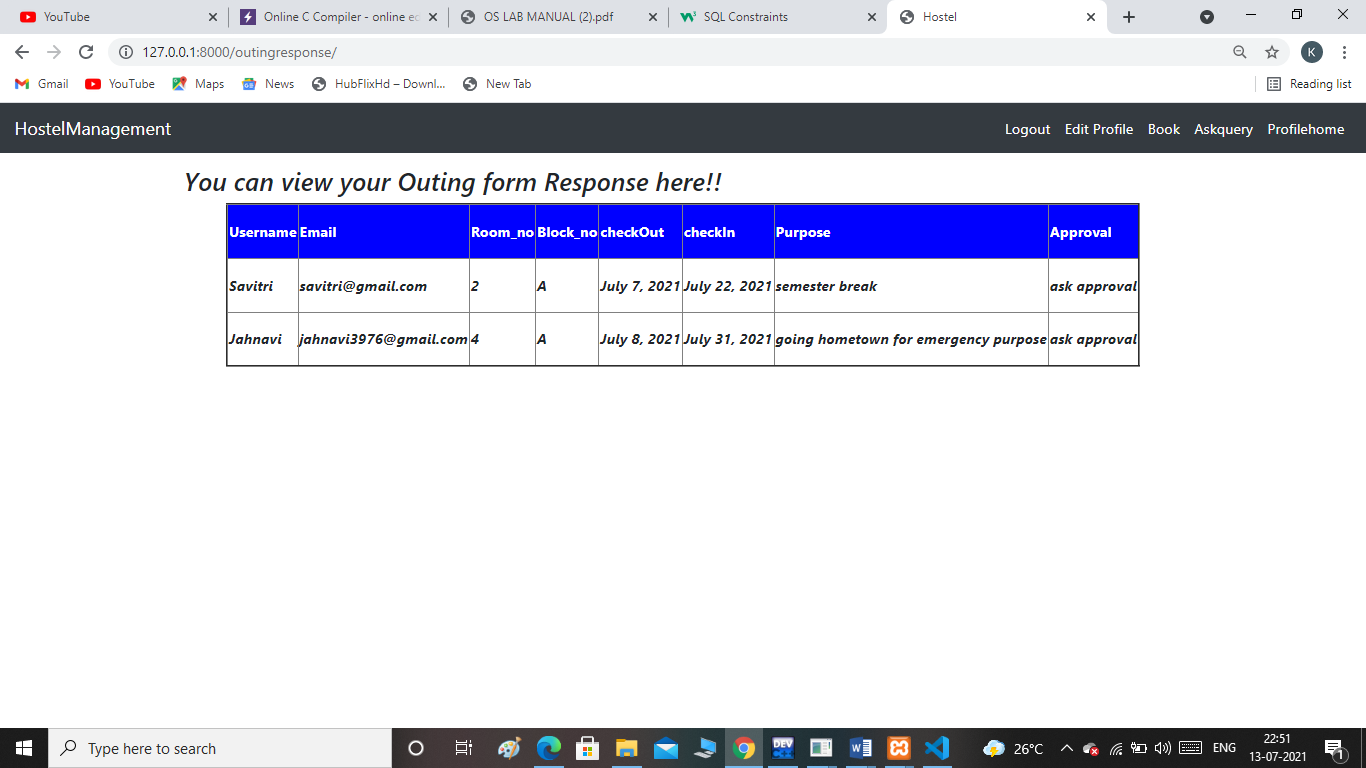 YouTube Online C Compiler - online ed OS LAB MANUAL (2).pdf SQL Constraints Hostel
127.0.0.1:8000/outingresponse/ K
Gmail YouTube Maps News HubFlixHd – Downl... New Tab Reading list
HostelManagement Logout Edit Profile Book Askquery Profilehome
You can view your Outing form Response here!!
Username Email Room_no Block_no checkOut checkIn Purpose Approval
Savitri savitri@gmail.com 2 A July 7, 2021 July 22, 2021 semester break ask approval
Jahnavi jahnavi3976@gmail.com 4 A July 8, 2021 July 31, 2021 going hometown for emergency purpose ask approval
Type here to search DEV 26°C ENG 22:51
13-07-2021 1